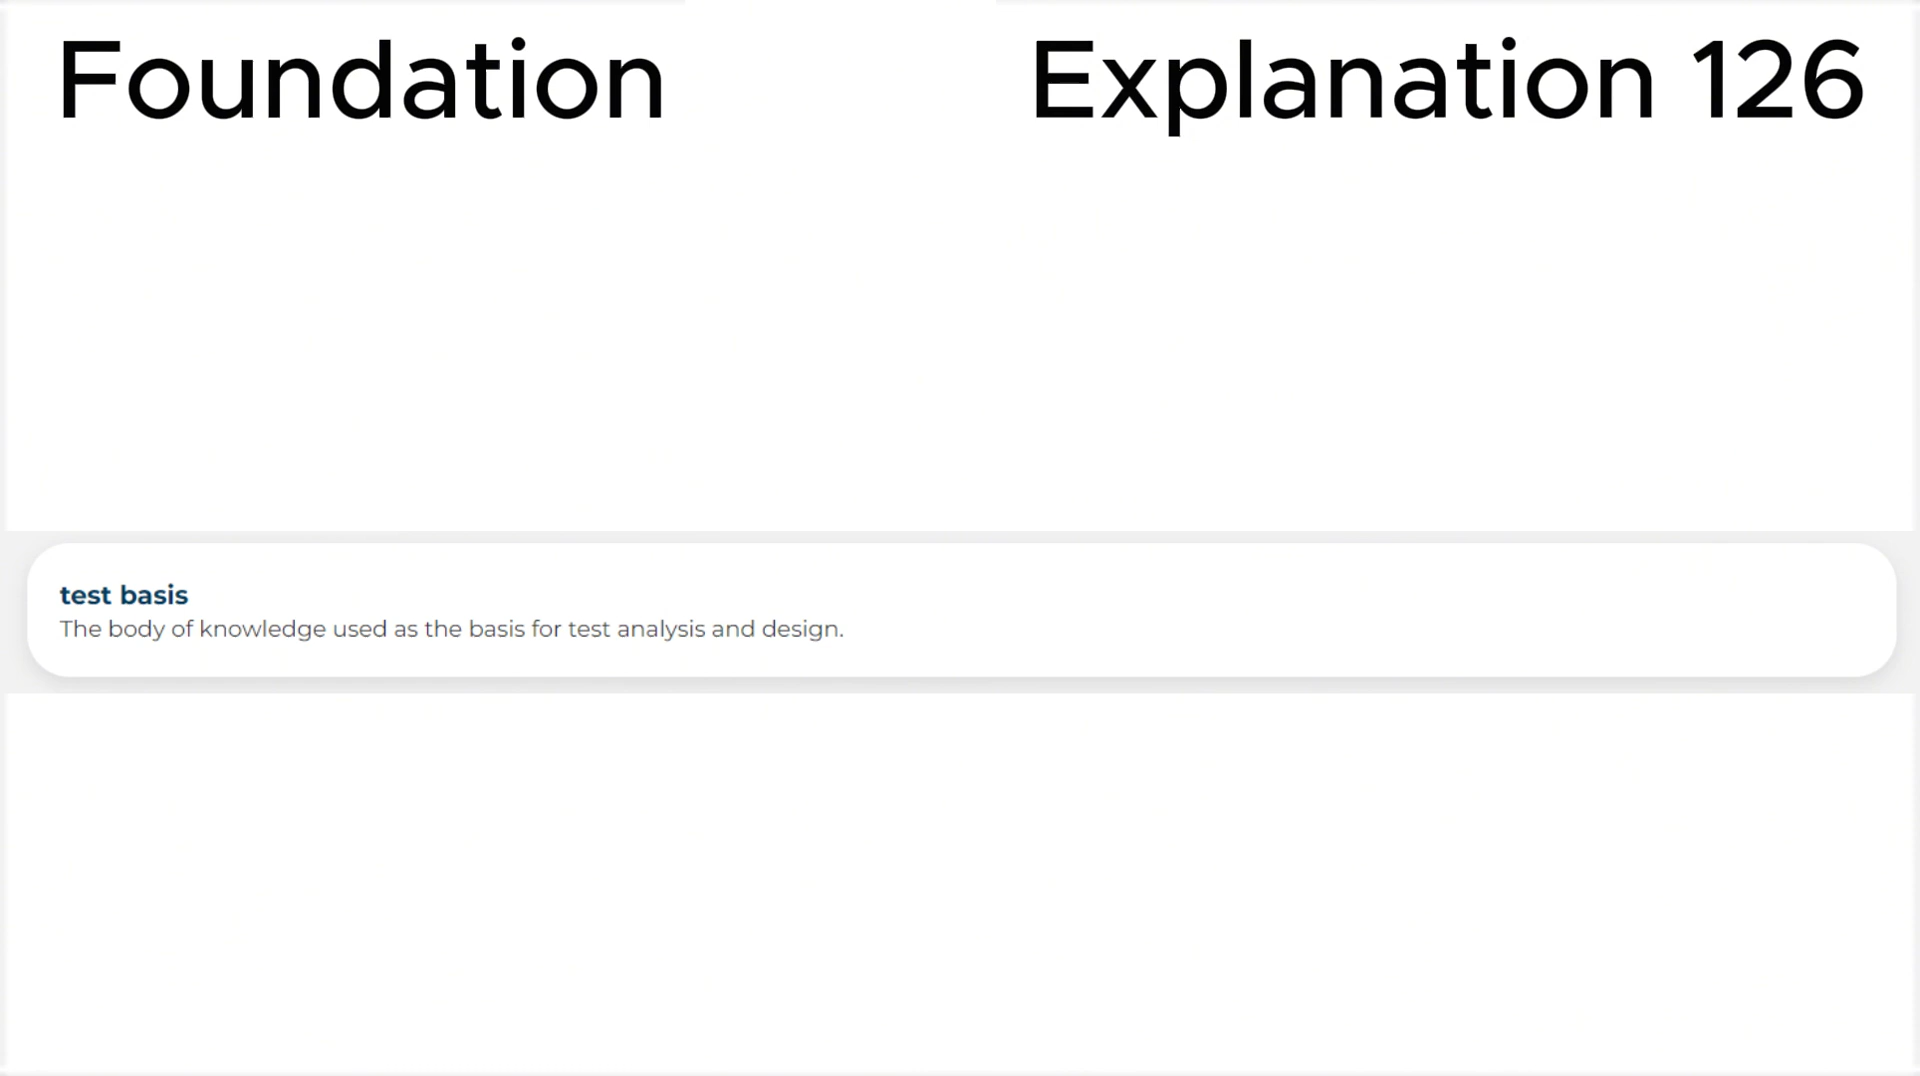 Foundation
Explanation 126
test basis
The body of knowledge used as the basis for test analysis and design.